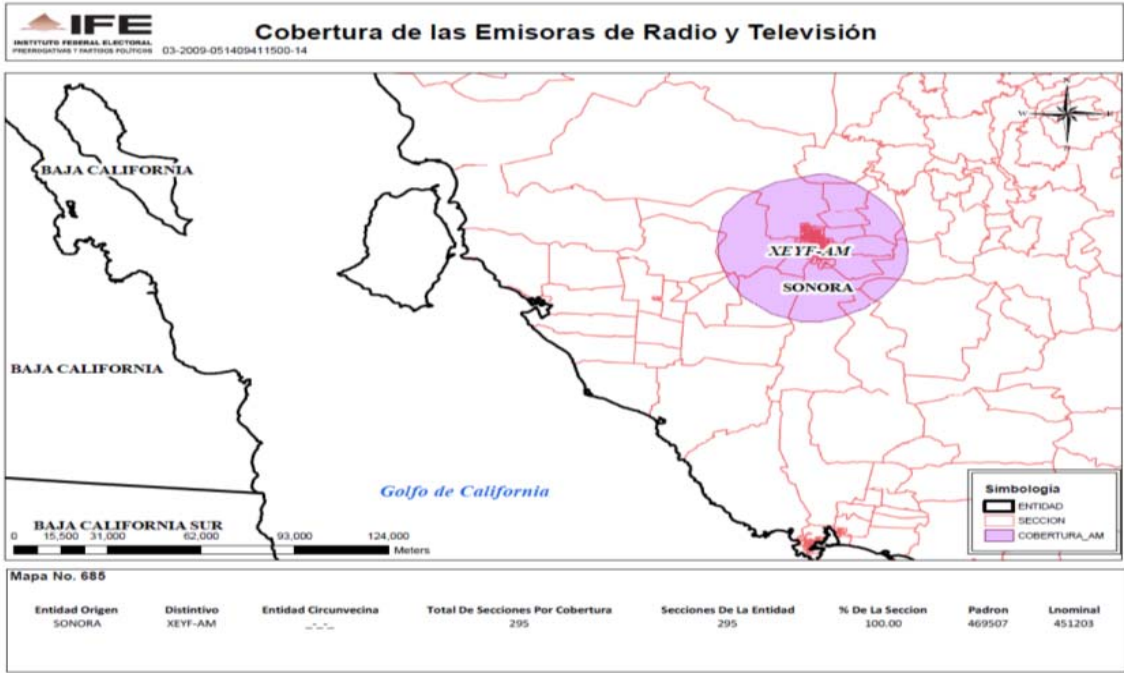 IFE
INSTITUTO FEDERAL ELECTORAL
PRERROGATIVAS Y PARTIDOS POLÍTICOS
03-2009-051409411500-14
Cobertura de las Emisoras de Radio y Televisión
N
W E
S
BAJA CALIFORNIA
XEYF-AM
SONORA
BAJA CALIFORNIA
Golfo de California
BAJA CALIFORNIA SUR
0 15,500 31,000 62,000 93,000 124,000
Meters
Simbología
ENTIDAD
SECCION
COBERTURA_AM
Mapa No. 685
Entidad Origen Distintivo Entidad Circunvecina Total De Secciones Por Cobertura Secciones De La Entidad % De La Seccion Padron Lnominal
SONORA XEYF-AM _-_-_ 295 295 100.00 469507 451203